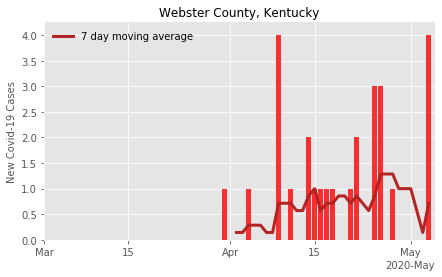 Webster County, Kentucky
7 day moving average
New Covid-19 Cases
4.0
3.5
3.0
2.5
2.0
1.5
1.0
0.5
0.0
Mar
15
Apr
15
May
2020-May